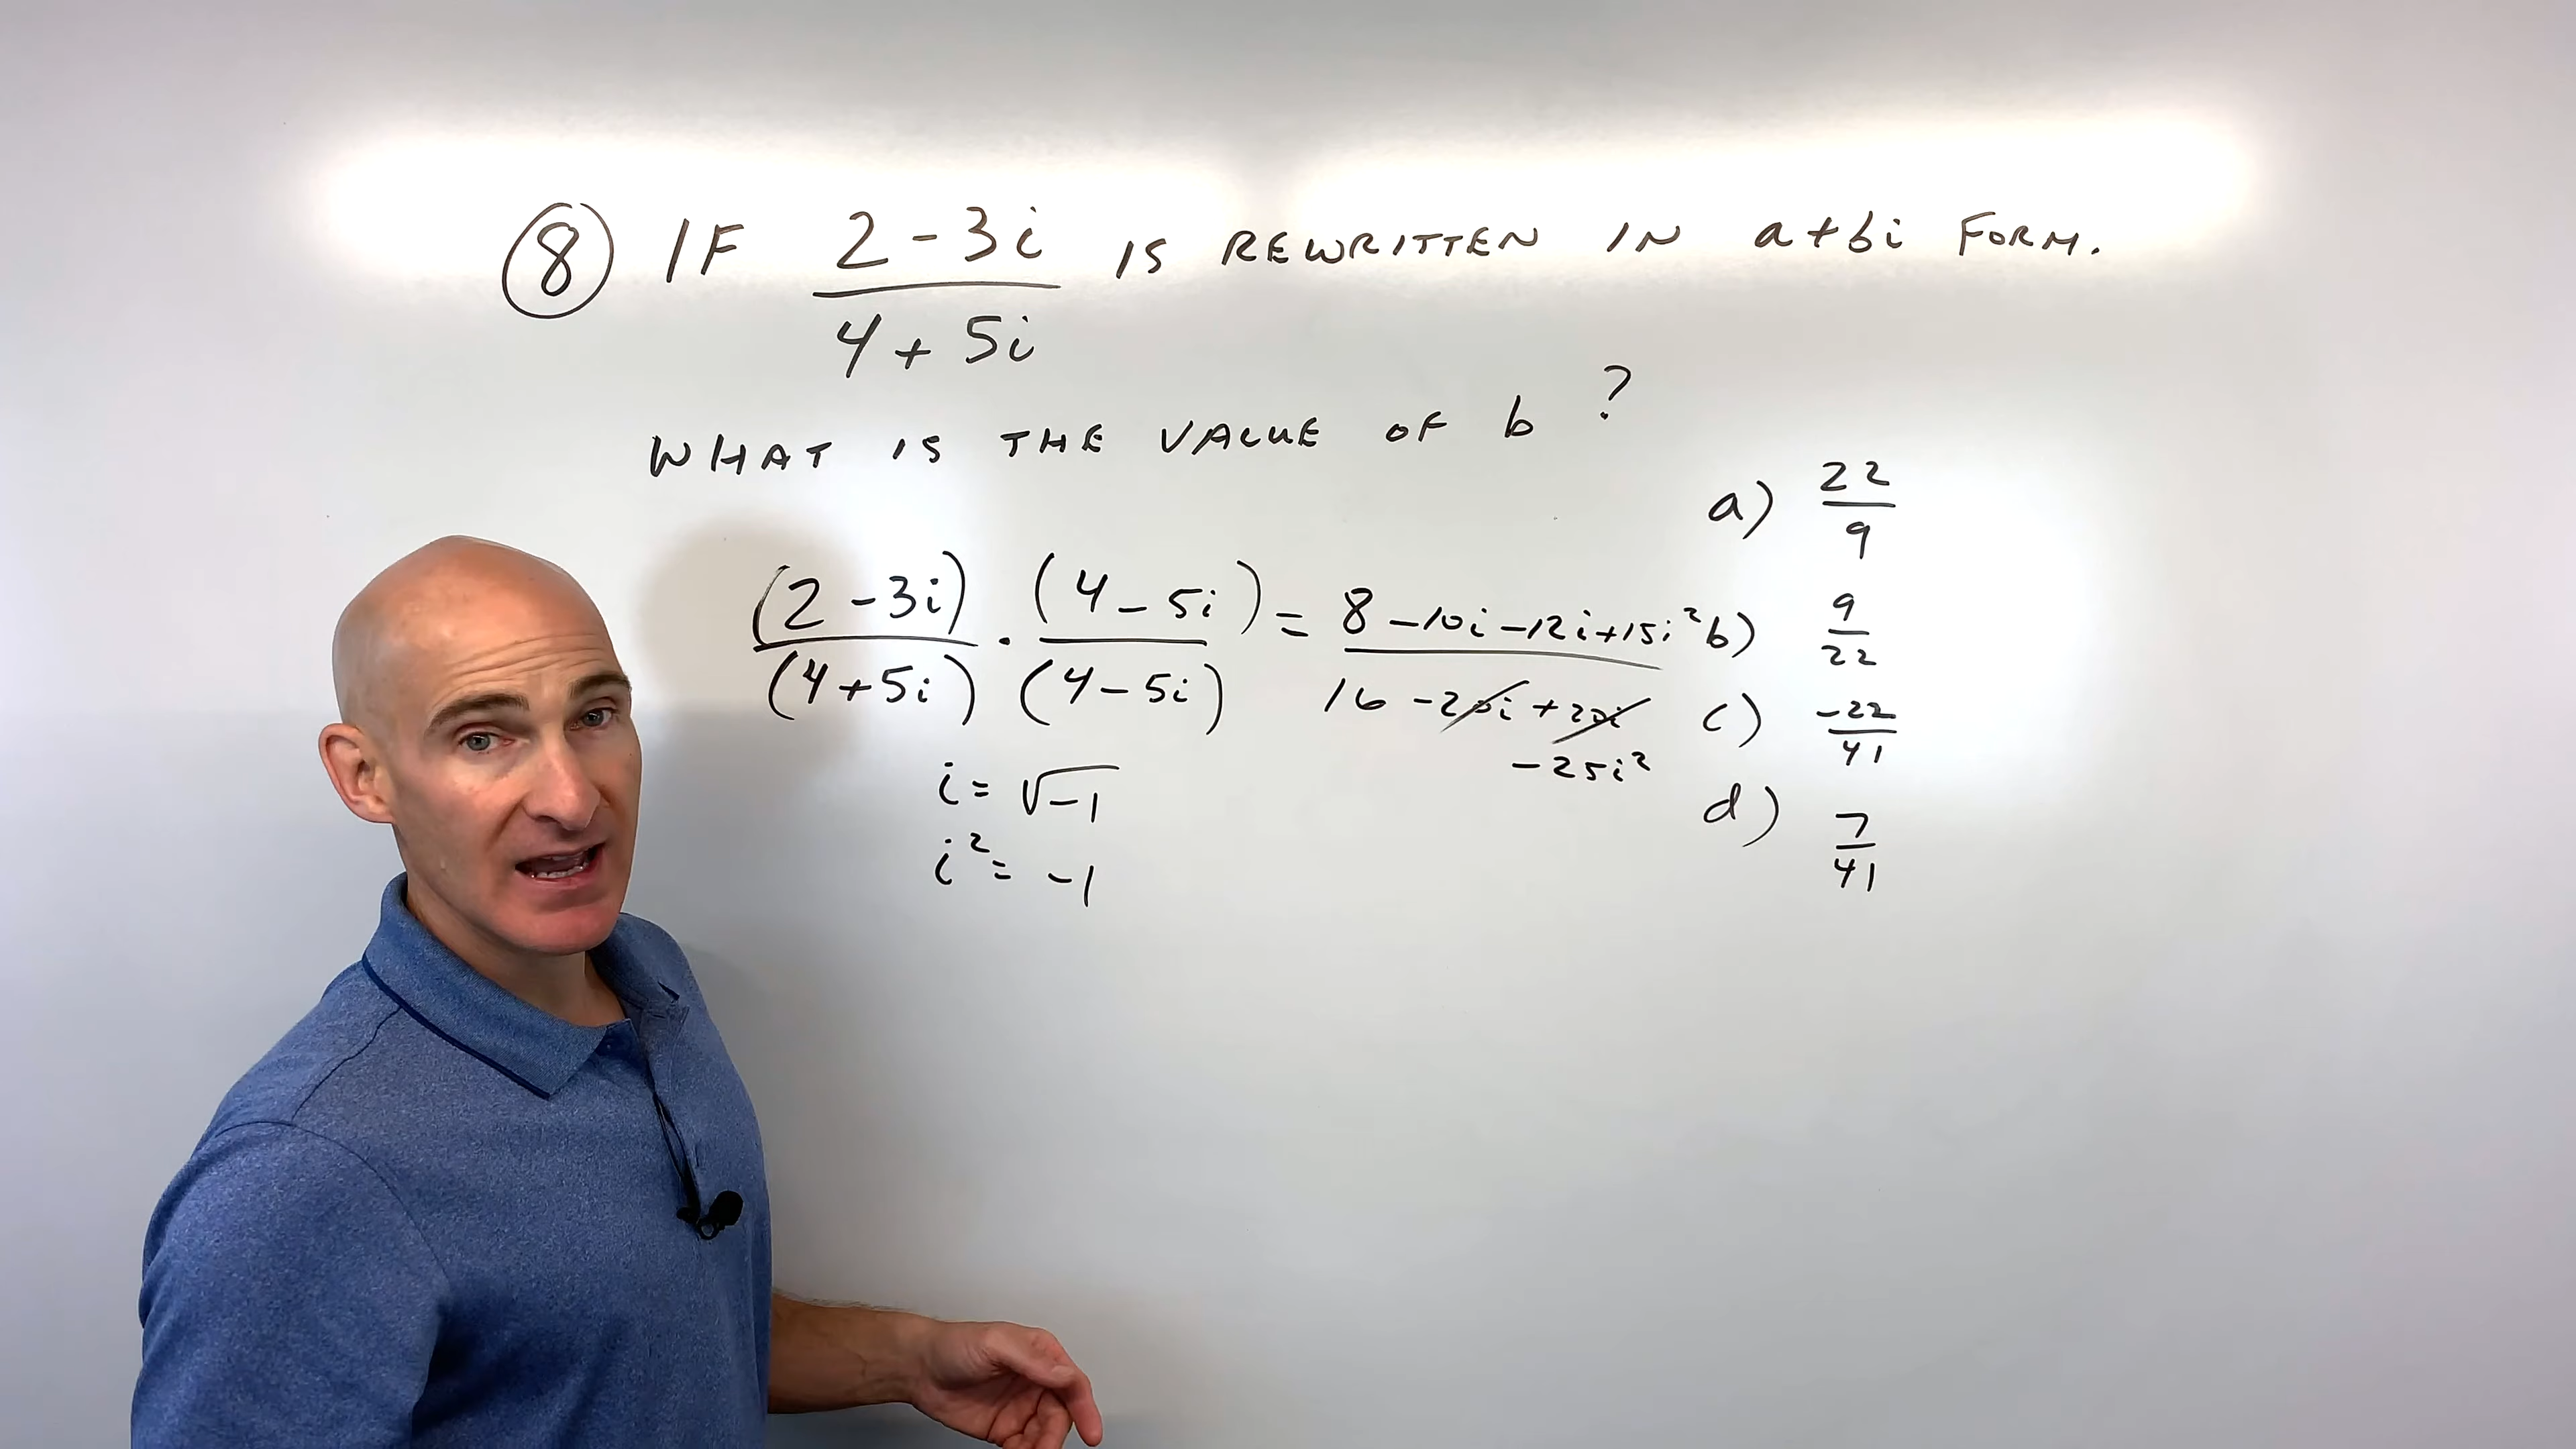 ⑧ IF (2-3i)/(4+5i) IS REWRITTEN IN a+bi FORM.
WHAT IS THE VALUE OF b ?
(2-3i)/(4+5i) · (4-5i)/(4-5i) = (8-10i-12i+15i²)/(16-20i+20i-25i²)
i = √-1
i² = -1
a) 22/9
b) 9/22
c) -22/41
d) 7/41